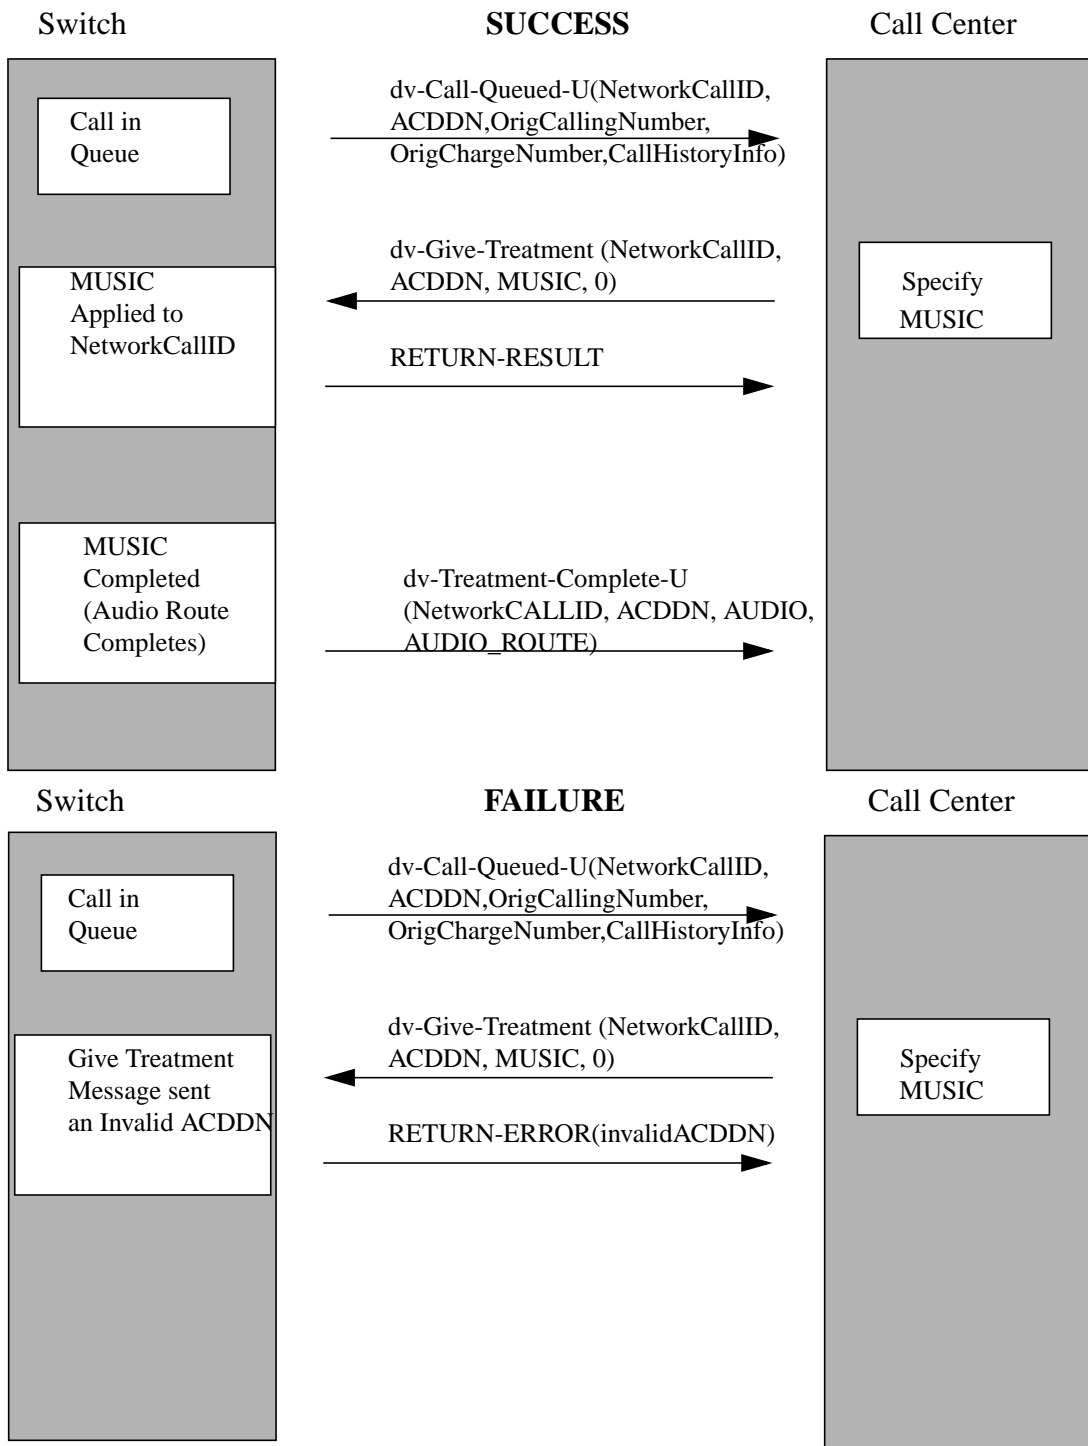 Switch
SUCCESS
Call Center
Call in
Queue
dv-Call-Queued-U(NetworkCallID,
ACDDN,OrigCallingNumber,
OrigChargeNumber,CallHistoryInfo)
dv-Give-Treatment (NetworkCallID,
ACDDN, MUSIC, 0)
Specify
MUSIC
MUSIC
Applied to
NetworkCallID
RETURN-RESULT
MUSIC
Completed
(Audio Route
Completes)
dv-Treatment-Complete-U
(NetworkCALLID, ACDDN, AUDIO,
AUDIO_ROUTE)
Switch
FAILURE
Call Center
Call in
Queue
dv-Call-Queued-U(NetworkCallID,
ACDDN,OrigCallingNumber,
OrigChargeNumber,CallHistoryInfo)
dv-Give-Treatment (NetworkCallID,
ACDDN, MUSIC, 0)
Specify
MUSIC
Give Treatment
Message sent
an Invalid ACDDN
RETURN-ERROR(invalidACDDN)